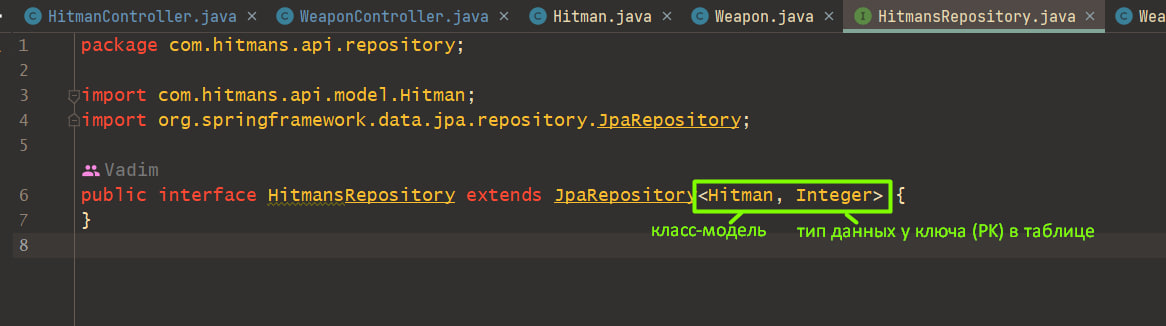 HitmanController.java × WeaponController.java × Hitman.java × Weapon.java × HitmansRepository.java × Wea
1 package com.hitmans.api.repository;
2
3 import com.hitmans.api.model.Hitman;
4 import org.springframework.data.jpa.repository.JpaRepository;
5
Vadim
6 public interface HitmansRepository extends JpaRepository<Hitman, Integer> {
7 }
класс-модель тип данных у ключа (PK) в таблице
8